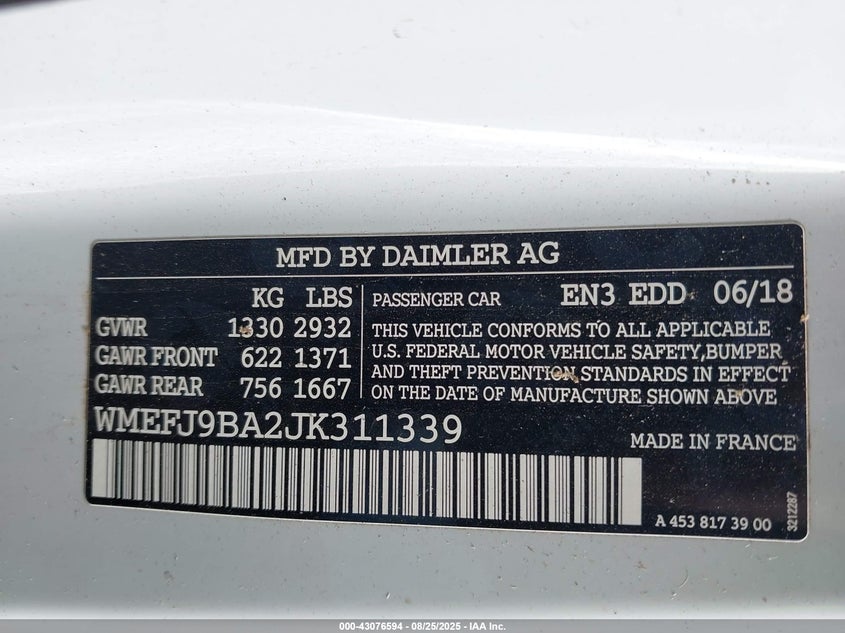 MFD BY DAIMLER AG
KG LBS
GVWR 1330 2932
GAWR FRONT 622 1371
GAWR REAR 756 1667
PASSENGER CAR EN3 EDD 06/18
THIS VEHICLE CONFORMS TO ALL APPLICABLE
U.S. FEDERAL MOTOR VEHICLE SAFETY,BUMPER
AND THEFT PREVENTION STANDARDS IN EFFECT
ON THE DATE OF MANUFACTURE SHOWN ABOVE
WMEFJ9BA2JK311339
MADE IN FRANCE
A 453 817 39 00
3212287
000-43076594 - 08/25/2025 - IAA Inc.